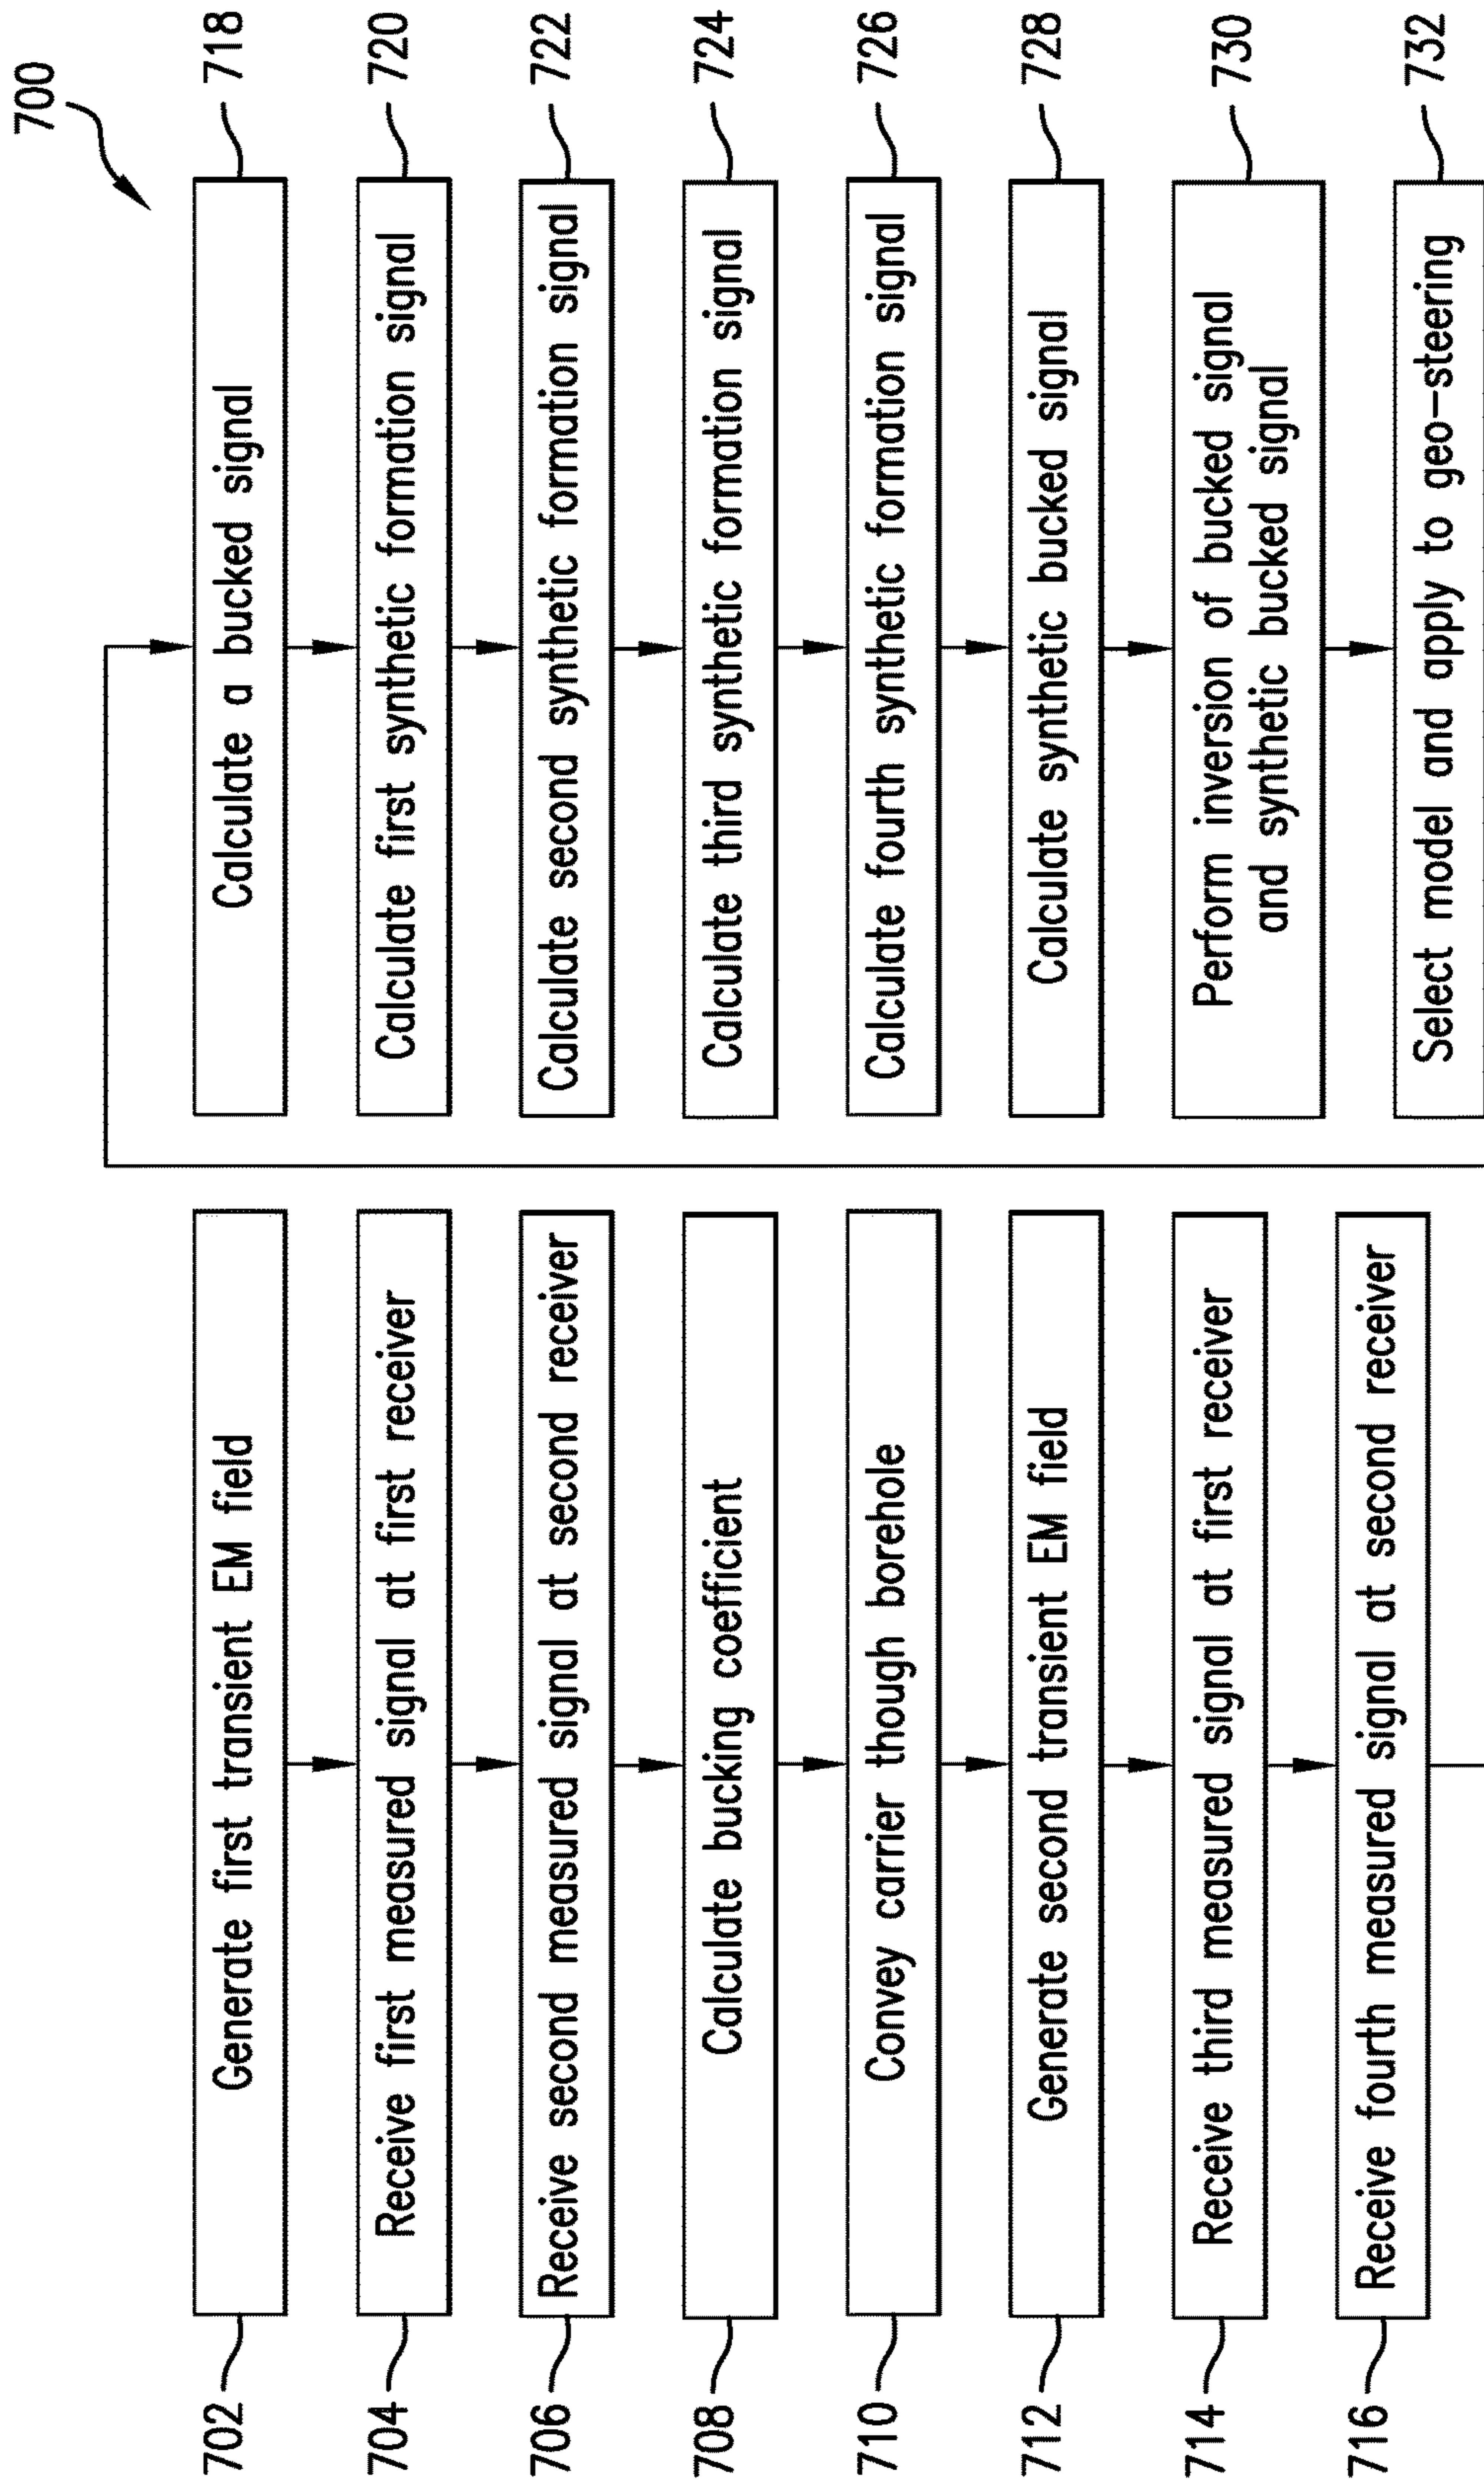 700
702
Generate first transient EM field
704
Receive first measured signal at first receiver
706
Receive second measured signal at second receiver
708
Calculate bucking coefficient
710
Convey carrier though borehole
712
Generate second transient EM field
714
Receive third measured signal at first receiver
716
Receive fourth measured signal at second receiver
Calculate a bucked signal
718
Calculate first synthetic formation signal
720
Calculate second synthetic formation signal
722
Calculate third synthetic formation signal
724
Calculate fourth synthetic formation signal
726
Calculate synthetic bucked signal
728
Perform inversion of bucked signal
and synthetic bucked signal
730
Select model and apply to geo-steering
732